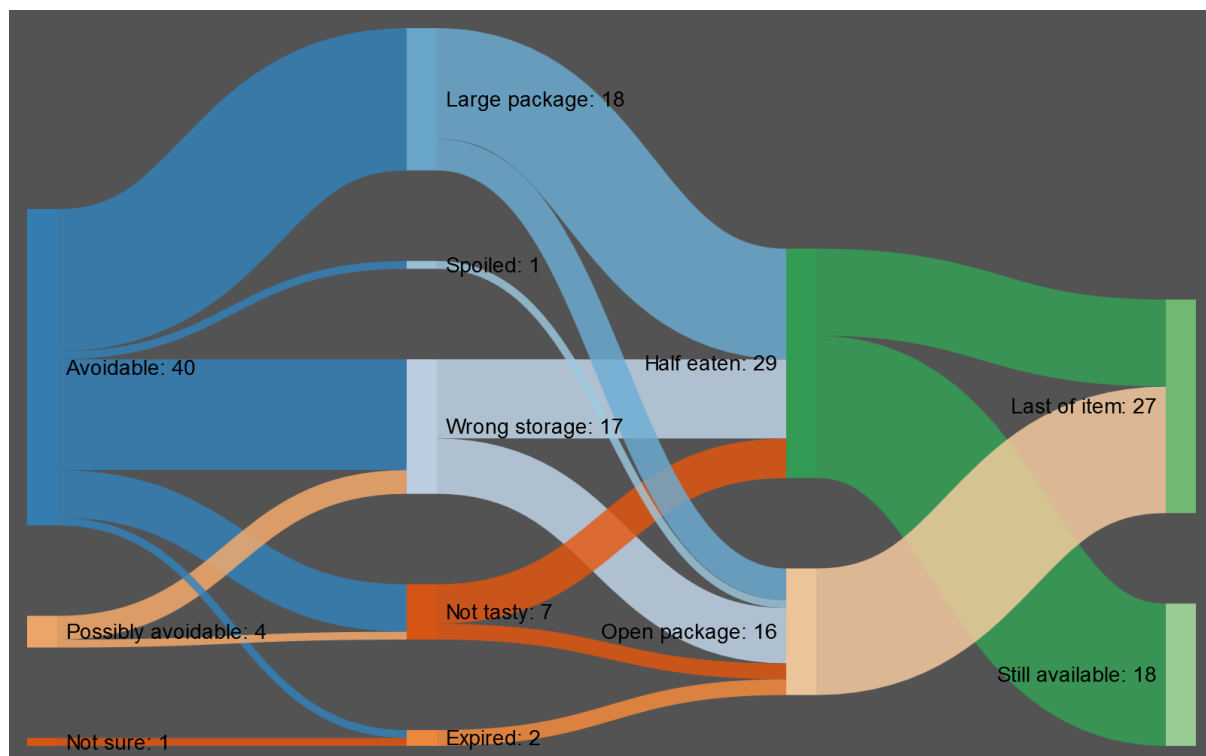 Large package: 18
Spoiled: 1
Avoidable: 40
Half eaten: 29
Last of item: 27
Wrong storage: 17
Not tasty: 7
Possibly avoidable: 4
Open package: 16
Still available: 18
Not sure: 1
Expired: 2